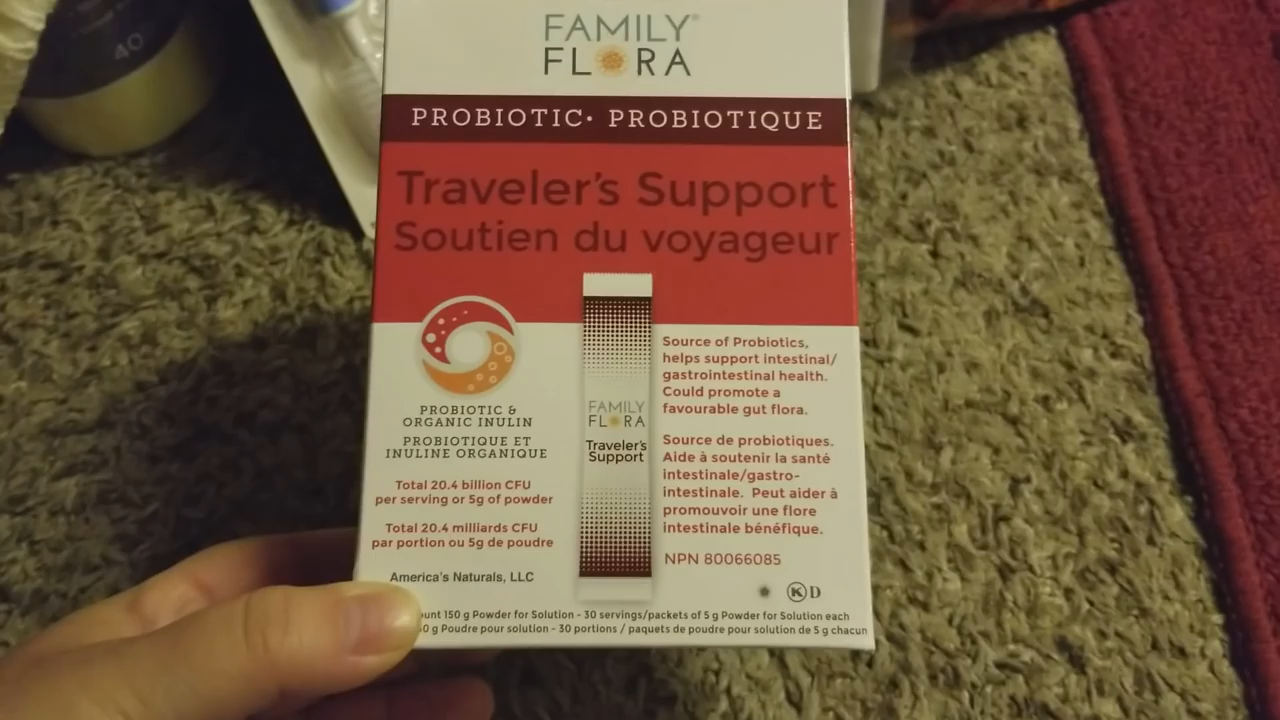 40
FAMILY®
FLORA
PROBIOTIC • PROBIOTIQUE
Traveler's Support
Soutien du voyageur
PROBIOTIC &
ORGANIC INULIN
PROBIOTIQUE ET
INULINE ORGANIQUE
Total 20.4 billion CFU
per serving or 5g of powder
Total 20.4 milliards CFU
par portion ou 5g de poudre
America's Naturals, LLC
FAMILY
FLORA
Traveler's
Support
Source of Probiotics,
helps support intestinal/
gastrointestinal health.
Could promote a
favourable gut flora.
Source de probiotiques.
Aide à soutenir la santé
intestinale/gastro-
intestinale. Peut aider à
promouvoir une flore
intestinale bénéfique.
NPN 80066085
K D
150 g Powder for Solution - 30 servings/packets of 5 g Powder for Solution each
g Poudre pour solution - 30 portions / paquets de poudre pour solution de 5 g chacun